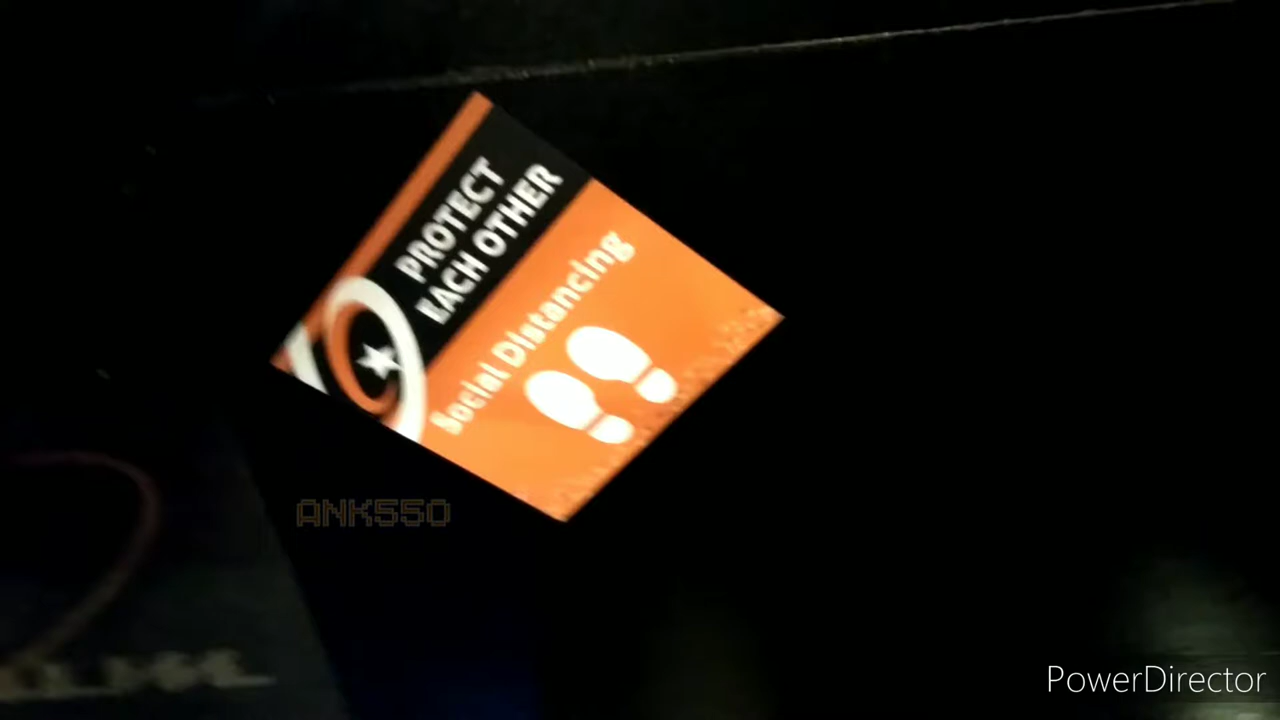 PROTECT
EACH OTHER
Social Distancing
ANK550
PowerDirector